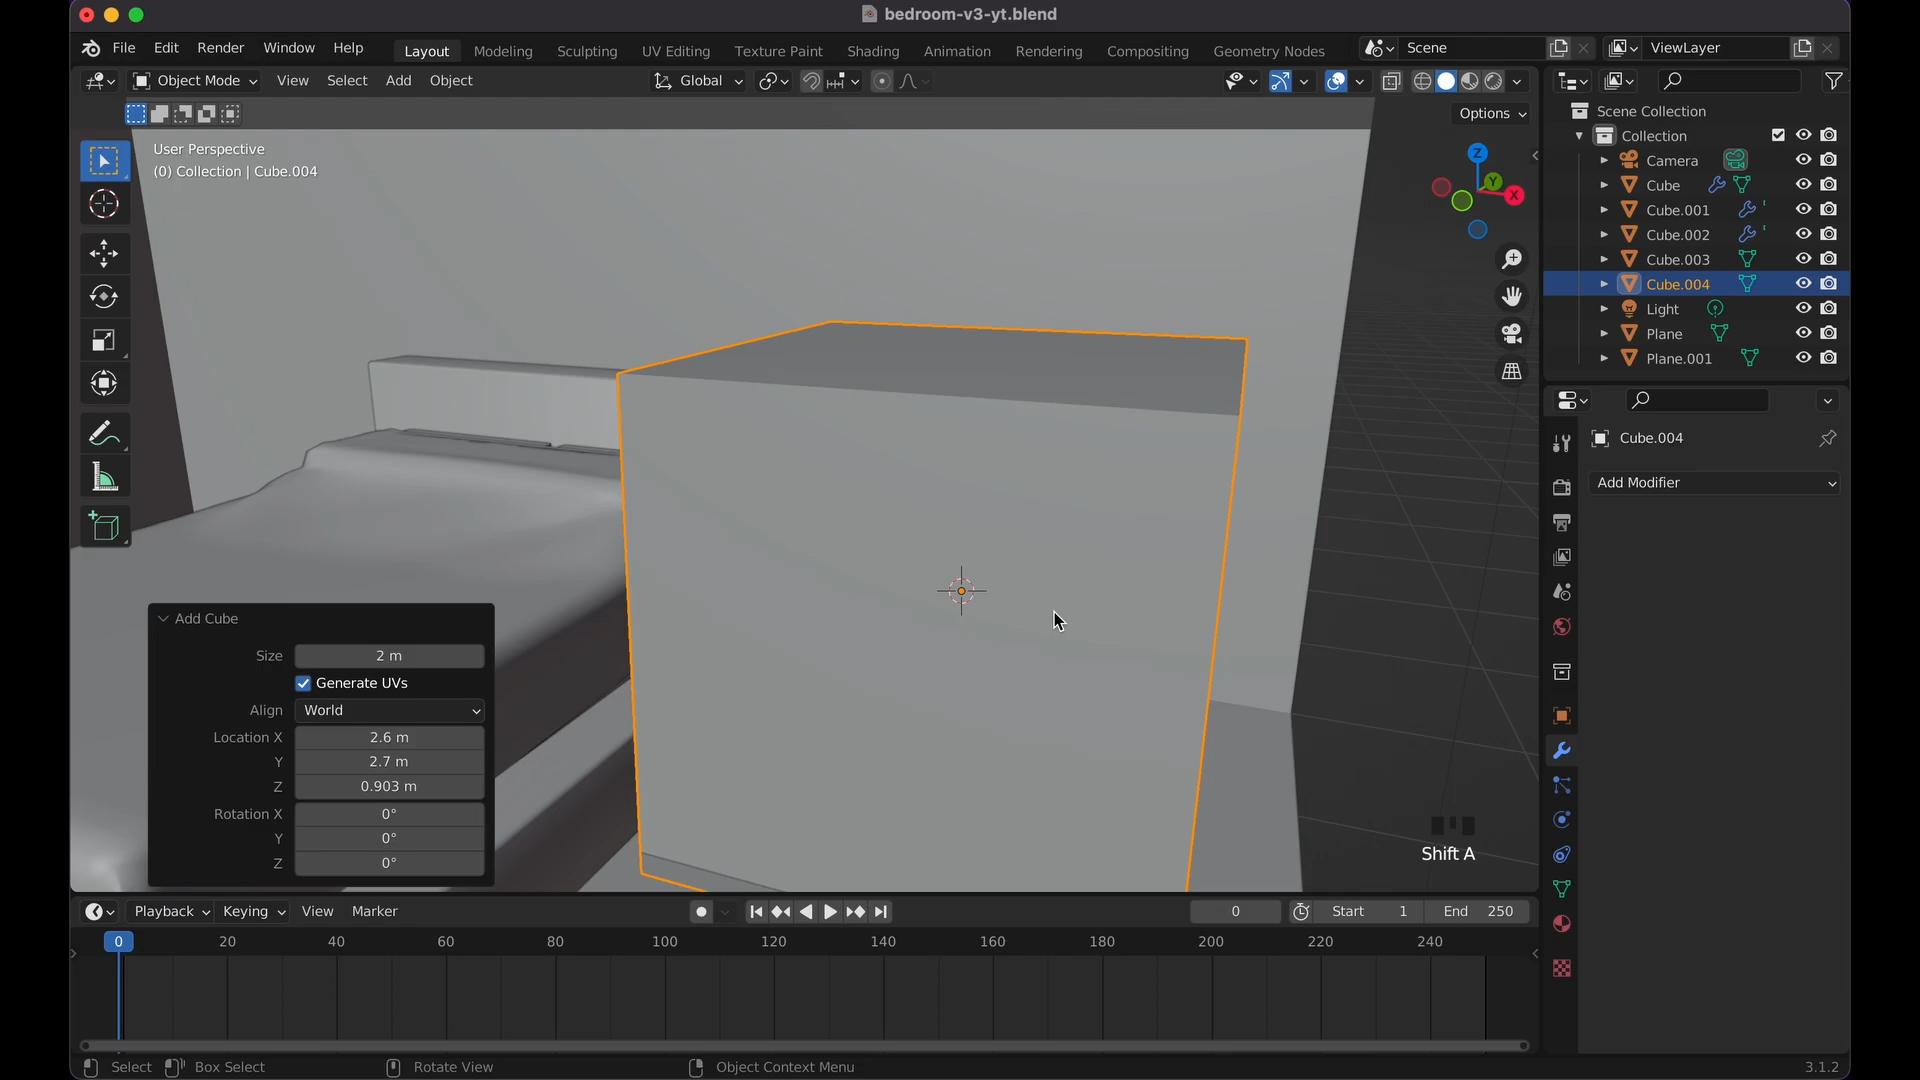 bedroom-v3-yt.blend
File Edit Render Window Help Layout Modeling Sculpting UV Editing Texture Paint Shading Animation Rendering Compositing Geometry Nodes Scene ViewLayer
Object Mode View Select Add Object Global
Options
User Perspective
(0) Collection | Cube.004
Z
Y
X
Scene Collection
Collection
Camera
Cube
Cube.001
Cube.002
Cube.003
Cube.004
Light
Plane
Plane.001
Cube.004
Add Modifier
Add Cube
Size 2 m
Generate UVs
Align World
Location X 2.6 m
Y 2.7 m
Z 0.903 m
Rotation X 0°
Y 0°
Z 0°
Shift A
Playback Keying View Marker 0 Start 1 End 250
0 20 40 60 80 100 120 140 160 180 200 220 240
Select Box Select Rotate View Object Context Menu 3.1.2